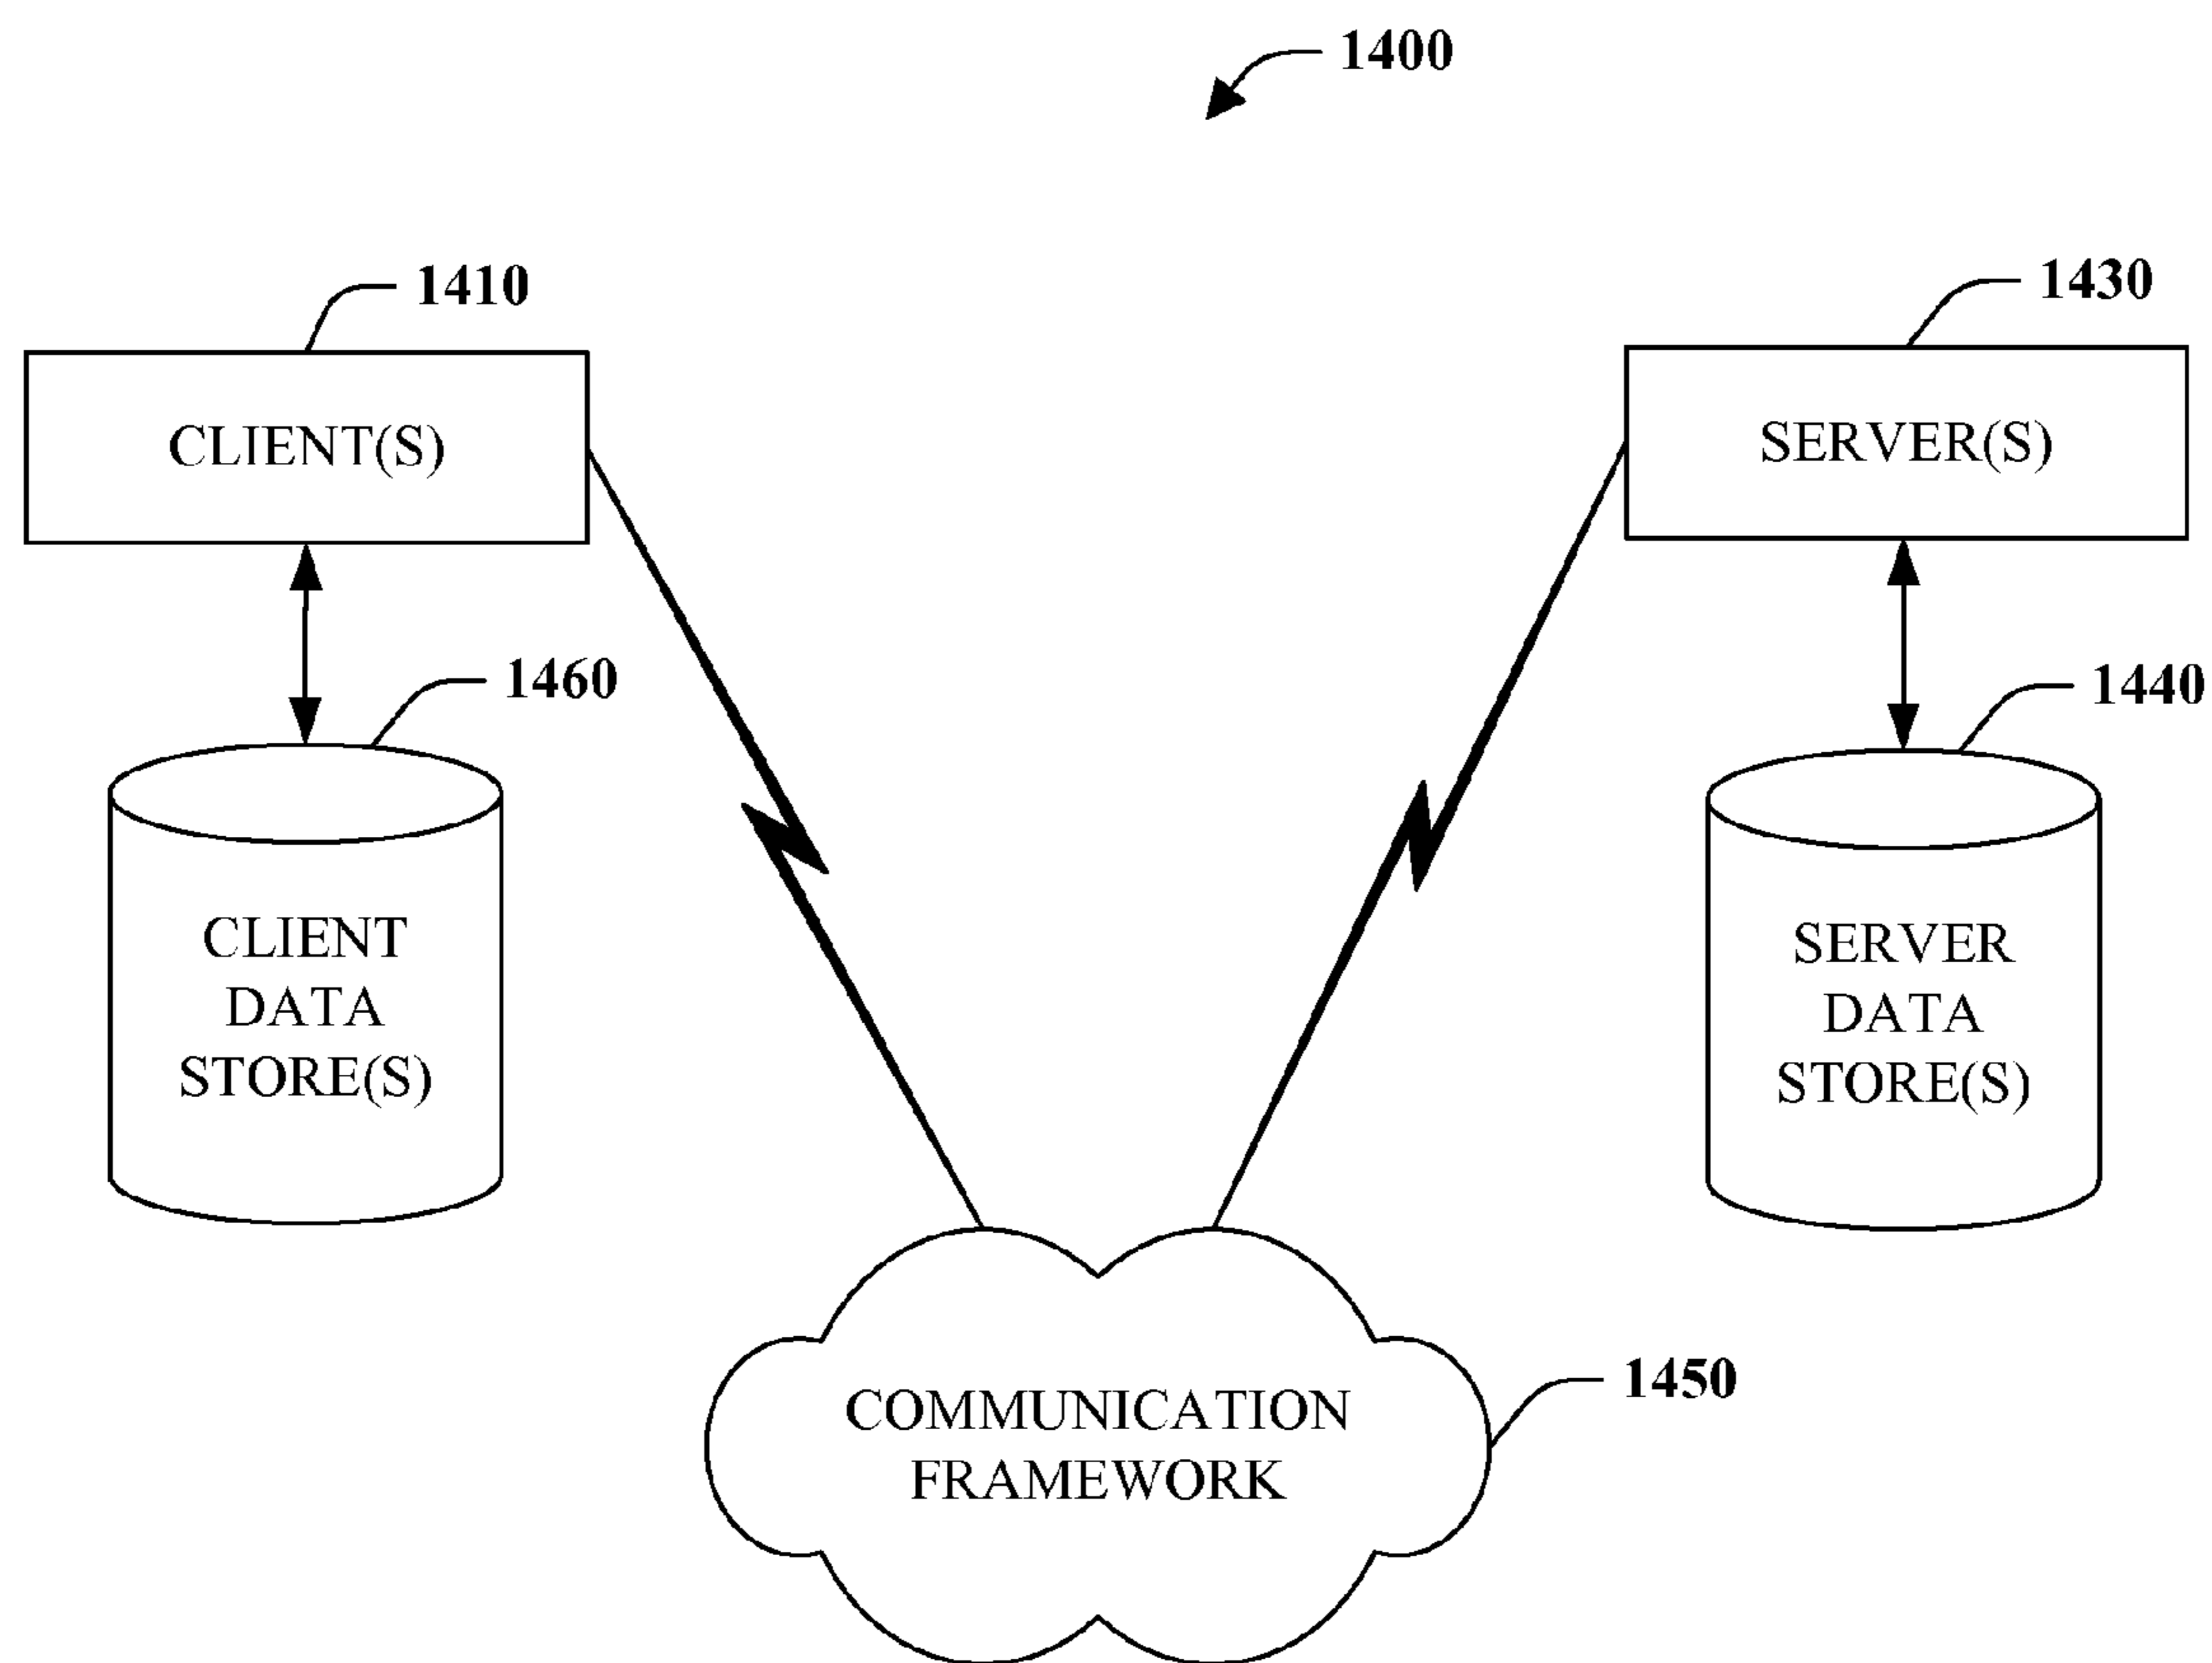 1400
1410
1430
CLIENT(S)
SERVER(S)
1460
1440
CLIENT
DATA
STORE(S)
SERVER
DATA
STORE(S)
1450
COMMUNICATION
FRAMEWORK